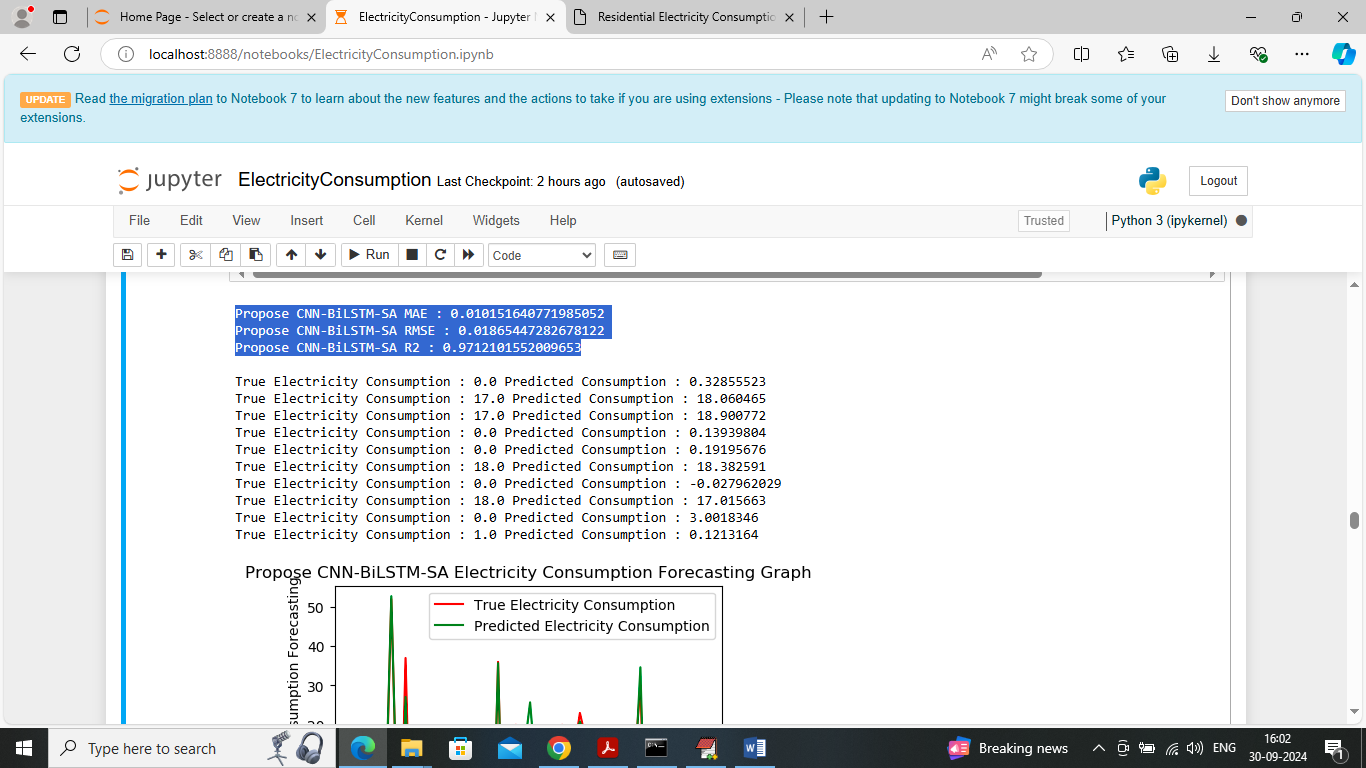 Home Page - Select or create a no
ElectricityConsumption - Jupyter
Residential Electricity Consumptio
localhost:8888/notebooks/ElectricityConsumption.ipynb
UPDATE Read the migration plan to Notebook 7 to learn about the new features and the actions to take if you are using extensions - Please note that updating to Notebook 7 might break some of your
extensions.
Don't show anymore
jupyter ElectricityConsumption Last Checkpoint: 2 hours ago (autosaved)
Logout
File Edit View Insert Cell Kernel Widgets Help
Trusted
Python 3 (ipykernel)
Run
Code
Propose CNN-BiLSTM-SA MAE : 0.010151640771985052
Propose CNN-BiLSTM-SA RMSE : 0.01865447282678122
Propose CNN-BiLSTM-SA R2 : 0.9712101552009653
True Electricity Consumption : 0.0 Predicted Consumption : 0.32855523
True Electricity Consumption : 17.0 Predicted Consumption : 18.060465
True Electricity Consumption : 17.0 Predicted Consumption : 18.900772
True Electricity Consumption : 0.0 Predicted Consumption : 0.13939804
True Electricity Consumption : 0.0 Predicted Consumption : 0.19195676
True Electricity Consumption : 18.0 Predicted Consumption : 18.382591
True Electricity Consumption : 0.0 Predicted Consumption : -0.027962029
True Electricity Consumption : 18.0 Predicted Consumption : 17.015663
True Electricity Consumption : 0.0 Predicted Consumption : 3.0018346
True Electricity Consumption : 1.0 Predicted Consumption : 0.1213164
Propose CNN-BiLSTM-SA Electricity Consumption Forecasting Graph
True Electricity Consumption
Predicted Electricity Consumption
50
40
30
20
sumption Forecasting
Type here to search
Breaking news
ENG
16:02
30-09-2024
1